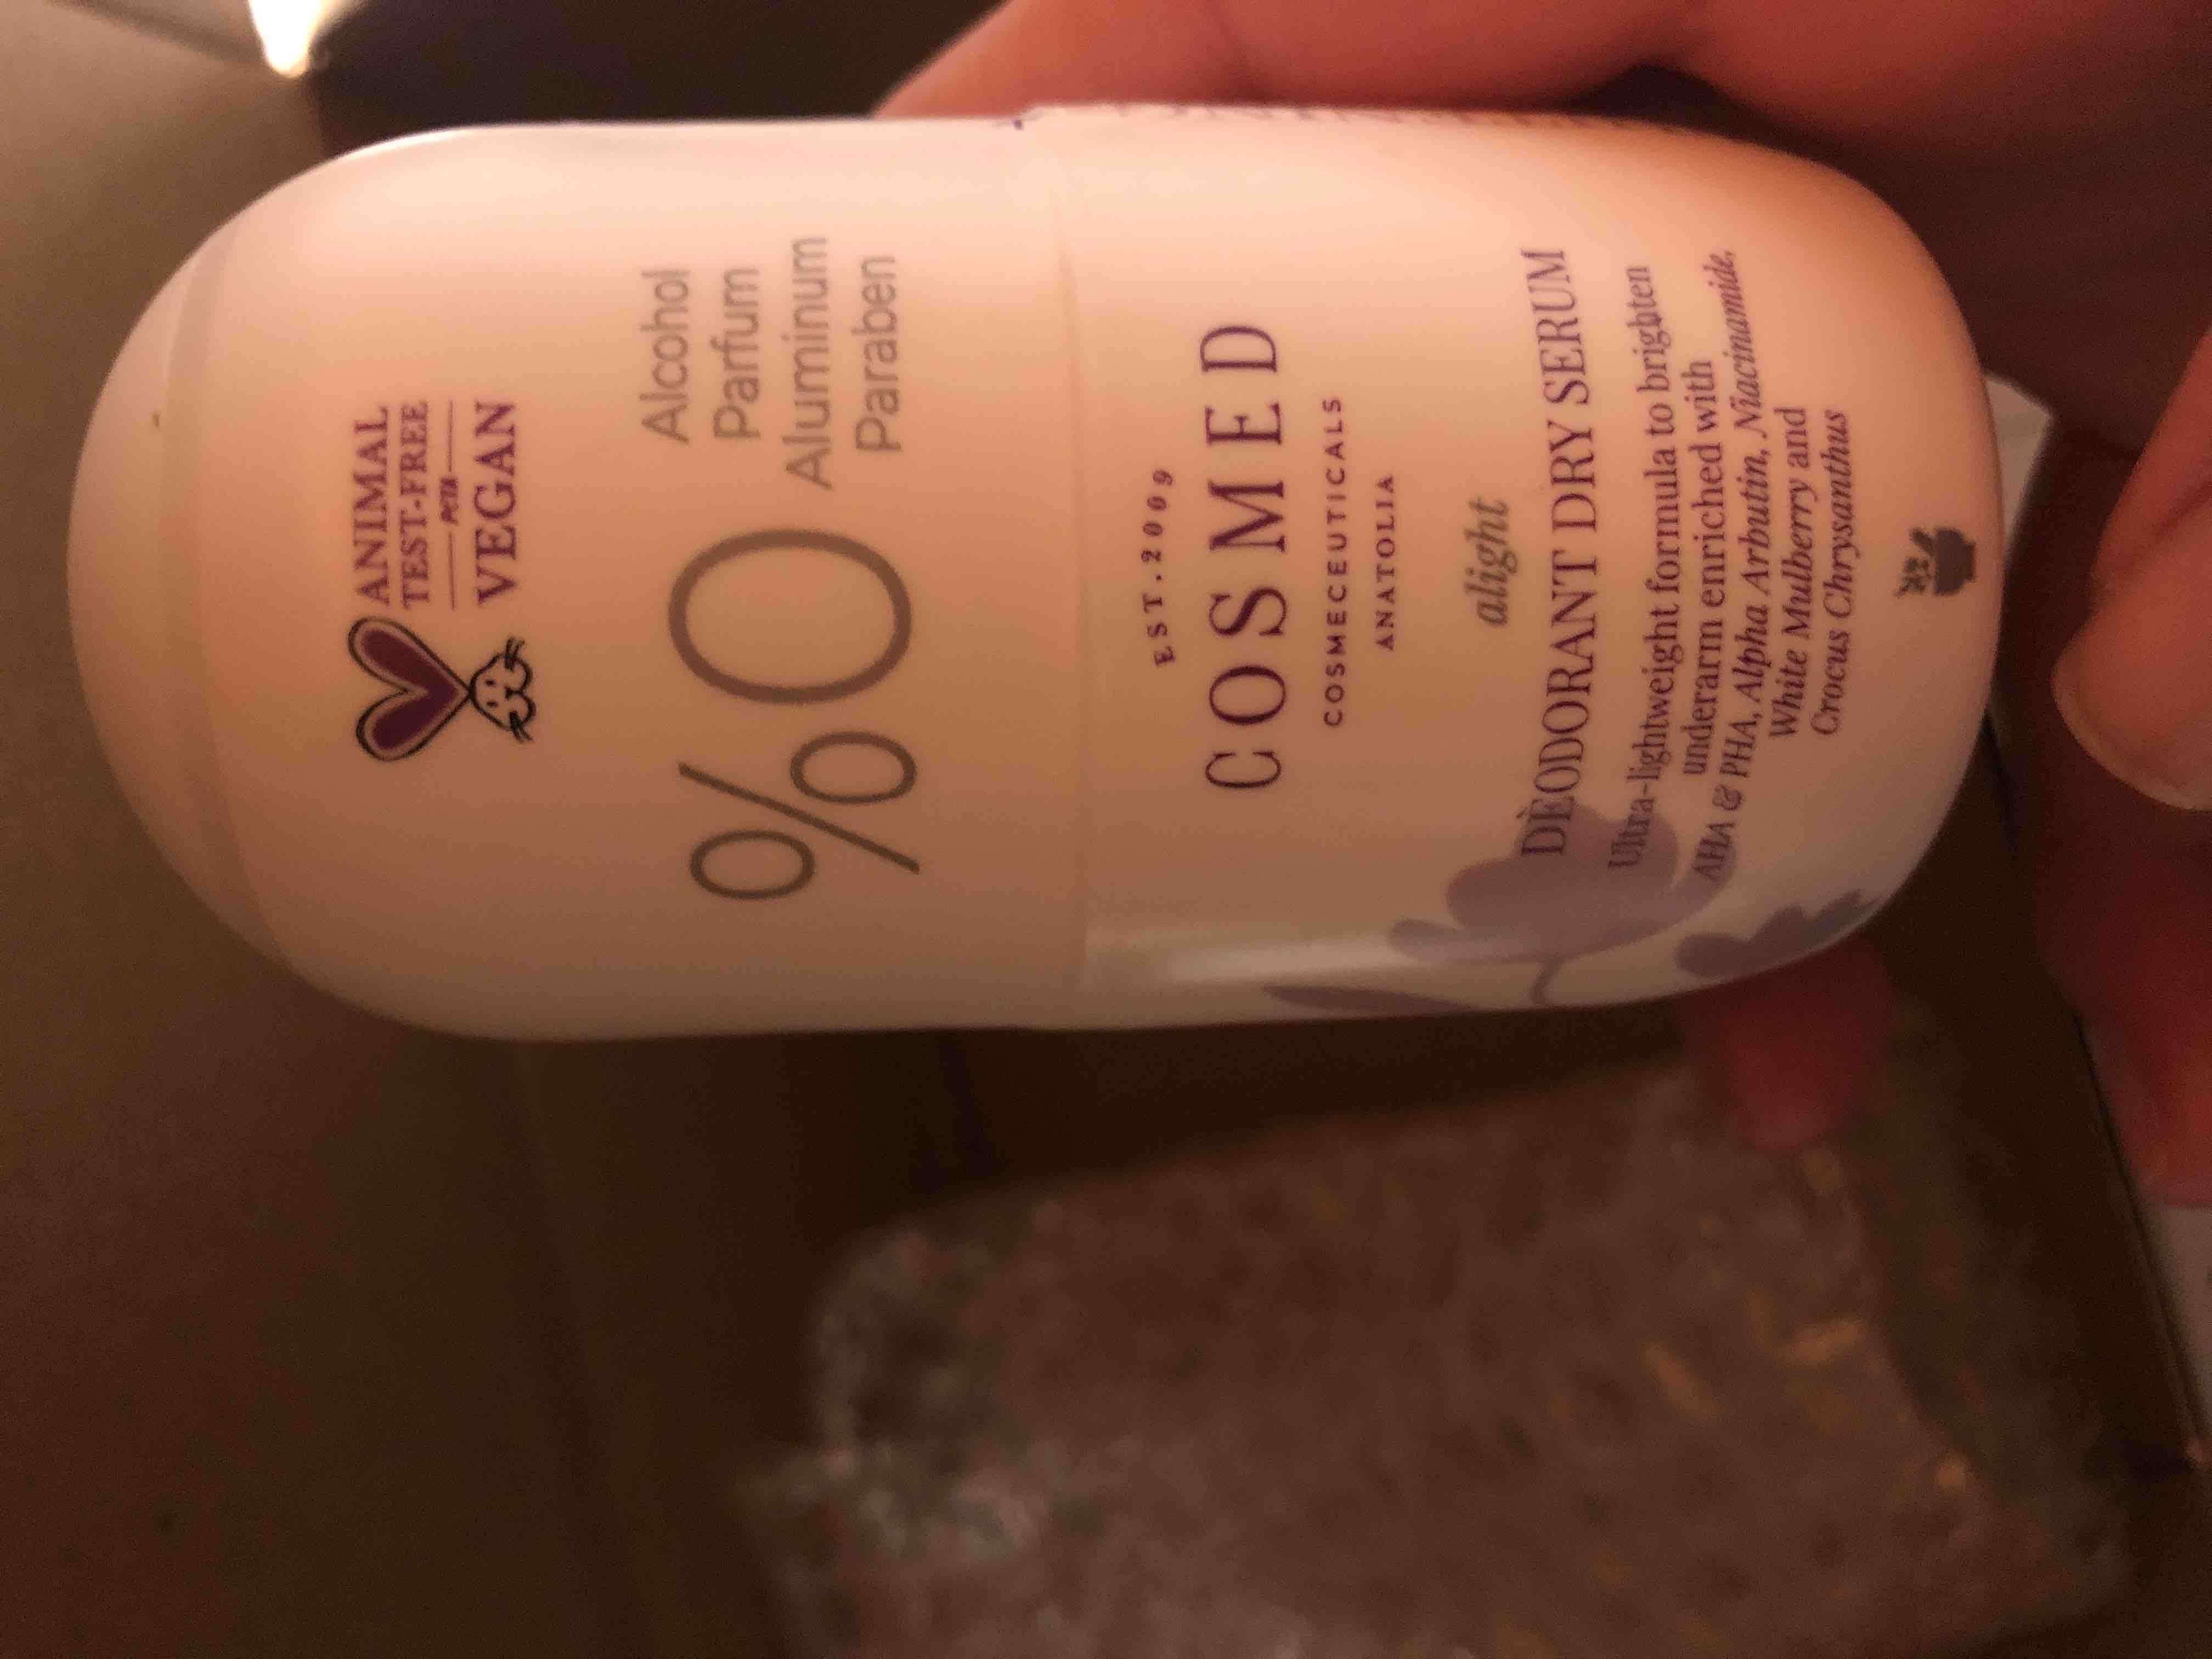 ANIMAL
TEST-FREE
PETA
VEGAN
%0
Alcohol
Parfum
Aluminum
Paraben
EST. 2009
COSMED
COSMECEUTICALS
ANATOLIA
alight
DÈODORANT DRY SERUM
Ultra-lightweight formula to brighten
underarm enriched with
AHA & PHA, Alpha Arbutin, Niacinamide,
White Mulberry and
Crocus Chrysanthus